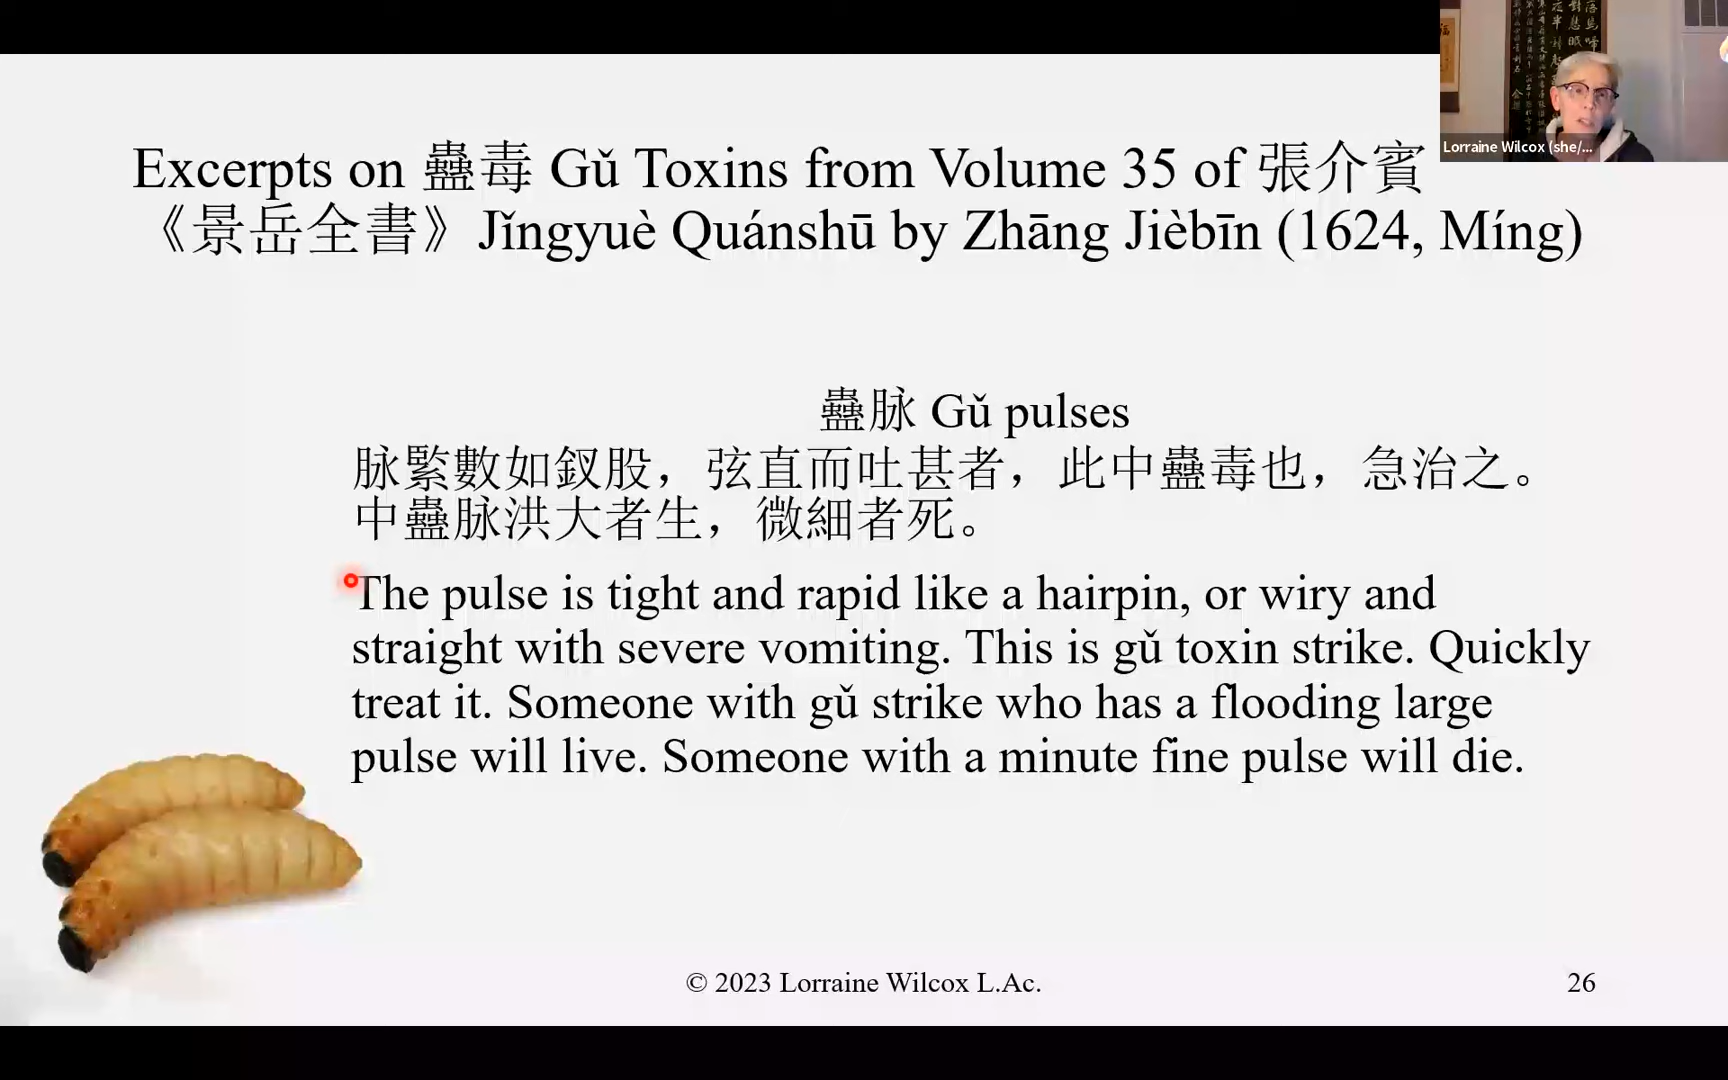 Excerpts on 蠱毒 Gǔ Toxins from Volume 35 of 張介賓
《景岳全書》Jǐngyuè Quánshū by Zhāng Jièbīn (1624, Míng)
Lorraine Wilcox (she/...
蠱脉 Gǔ pulses
脉緊數如釵股，弦直而吐甚者，此中蠱毒也，急治之。
中蠱脉洪大者生，微細者死。
The pulse is tight and rapid like a hairpin, or wiry and
straight with severe vomiting. This is gǔ toxin strike. Quickly
treat it. Someone with gǔ strike who has a flooding large
pulse will live. Someone with a minute fine pulse will die.
© 2023 Lorraine Wilcox L.Ac.
26